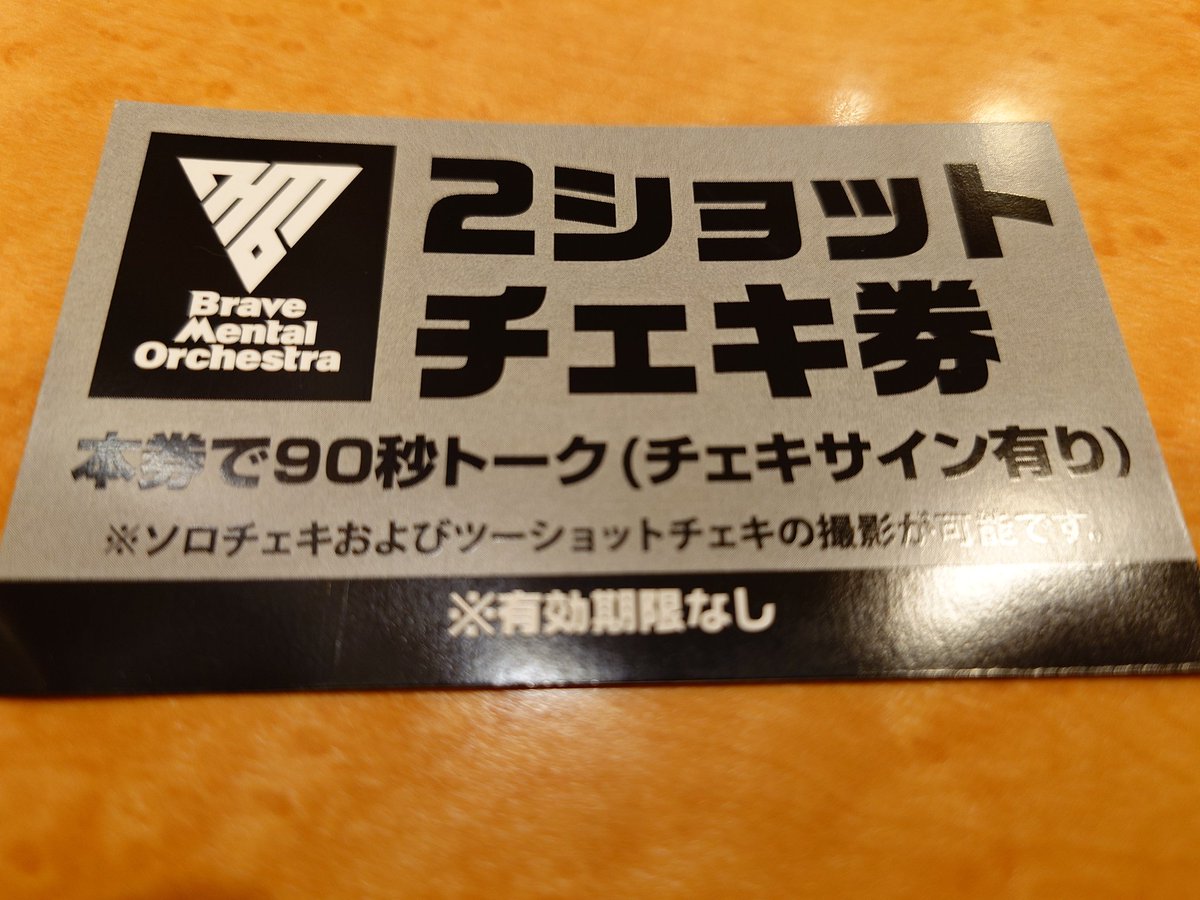 Brave
Mental
Orchestra
2ショット
チェキ券
本券で90秒トーク(チェキサイン有り)
※ソロチェキおよびツーショットチェキの撮影が可能です。
※有効期限なし